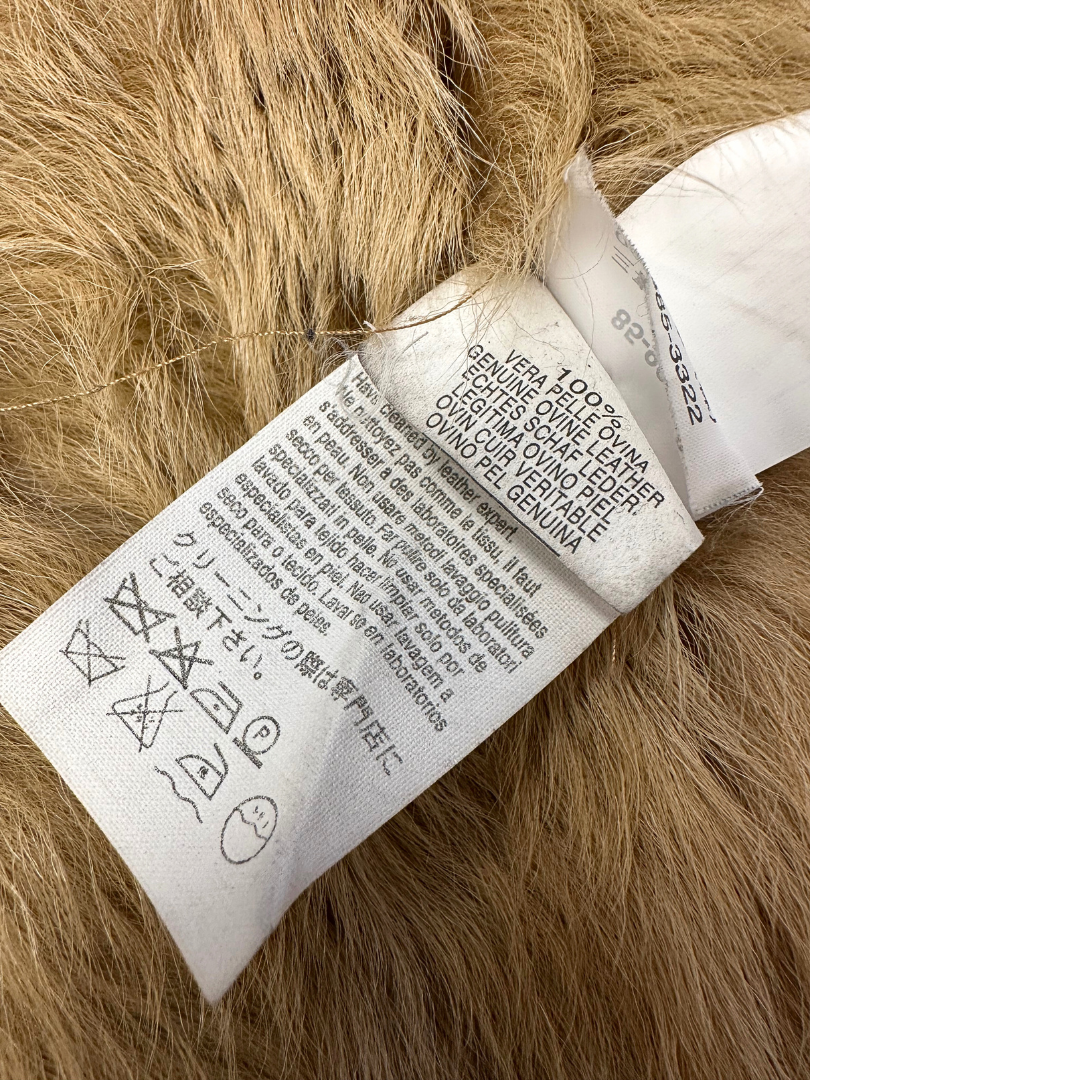 100%
VERA PELLE OVINA
GENUINE OVINE LEATHER
ECHTES SCHAF LEDER
LEGITIMA OVINO PIEL
OVIN CUIR VERITABLE
OVINO PEL GENUINA
Have cleaned by leather expert
Ne nuttoyez pas comme le tissu. Il faut
s'addresser a des laboratoires specialisées
en peau. Non usare metodi lavaggio pulitura
secco per tessuto. Far pulire solo da laboratori
specializzati in pelle. No usar metodos de
lavado para tejido hacer limpiar solo por
especialistas en piel. Nao usar lavagem a
seco para o tecido. Lavar se en laboratorios
especializados de peles.
クリーニングの際は専門店に
ご相談下さい。
P
85-3322